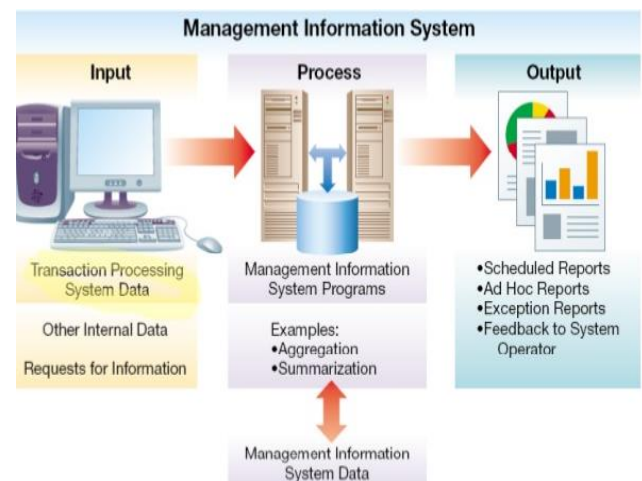 Management Information System
Input
Transaction Processing
System Data
Other Internal Data
Requests for Information
Process
Management Information
System Programs
Examples:
•Aggregation
•Summarization
Management Information
System Data
Output
•Scheduled Reports
•Ad Hoc Reports
•Exception Reports
•Feedback to System
Operator